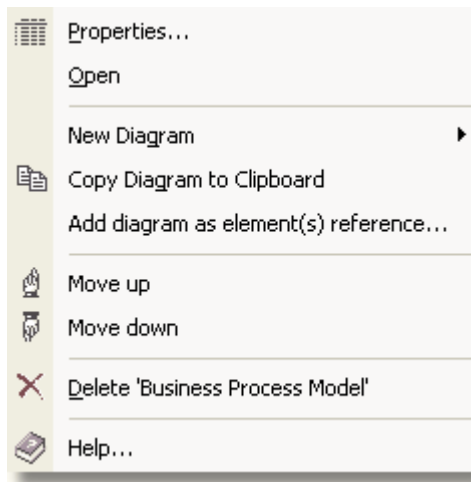 Properties...
Open
New Diagram
Copy Diagram to Clipboard
Add diagram as element(s) reference...
Move up
Move down
Delete 'Business Process Model'
Help...